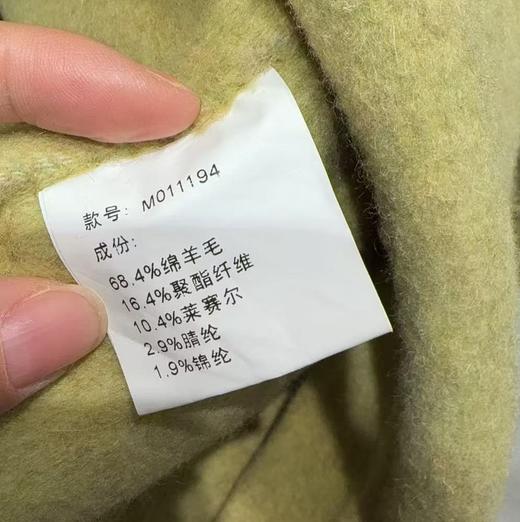 款号: M011194
成份:
68.4%绵羊毛
16.4%聚酯纤维
10.4%莱赛尔
2.9%腈纶
1.9%锦纶